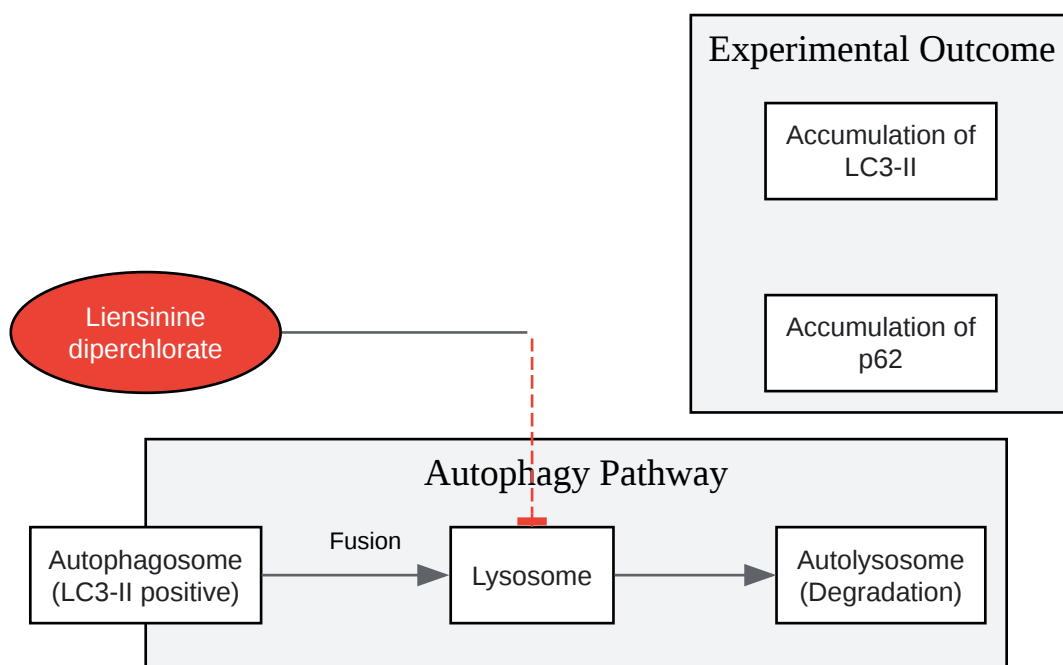 Experimental Outcome
Accumulation of
LC3-II
Accumulation of
p62
Liensinine
diperchlorate
Autophagy Pathway
Autophagosome
(LC3-II positive)
Fusion
Lysosome
Autolysosome
(Degradation)